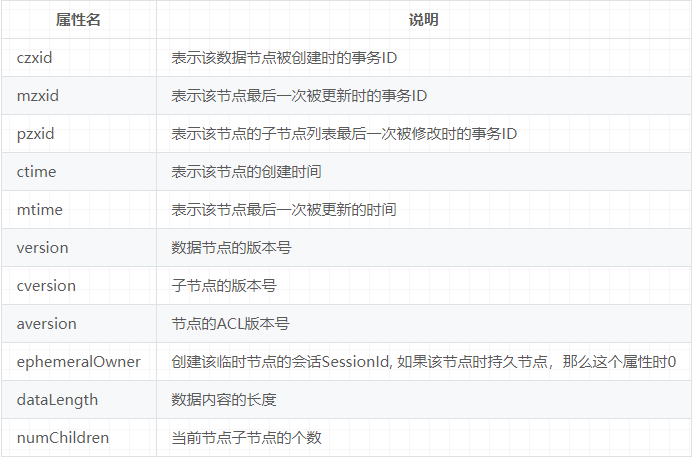 属性名 说明
czxid 表示该数据节点被创建时的事务ID
mzxid 表示该节点最后一次被更新时的事务ID
pzxid 表示该节点的子节点列表最后一次被修改时的事务ID
ctime 表示该节点的创建时间
mtime 表示该节点最后一次被更新的时间
version 数据节点的版本号
cversion 子节点的版本号
aversion 节点的ACL版本号
ephemeralOwner 创建该临时节点的会话SessionId, 如果该节点时持久节点，那么这个属性时0
dataLength 数据内容的长度
numChildren 当前节点子节点的个数